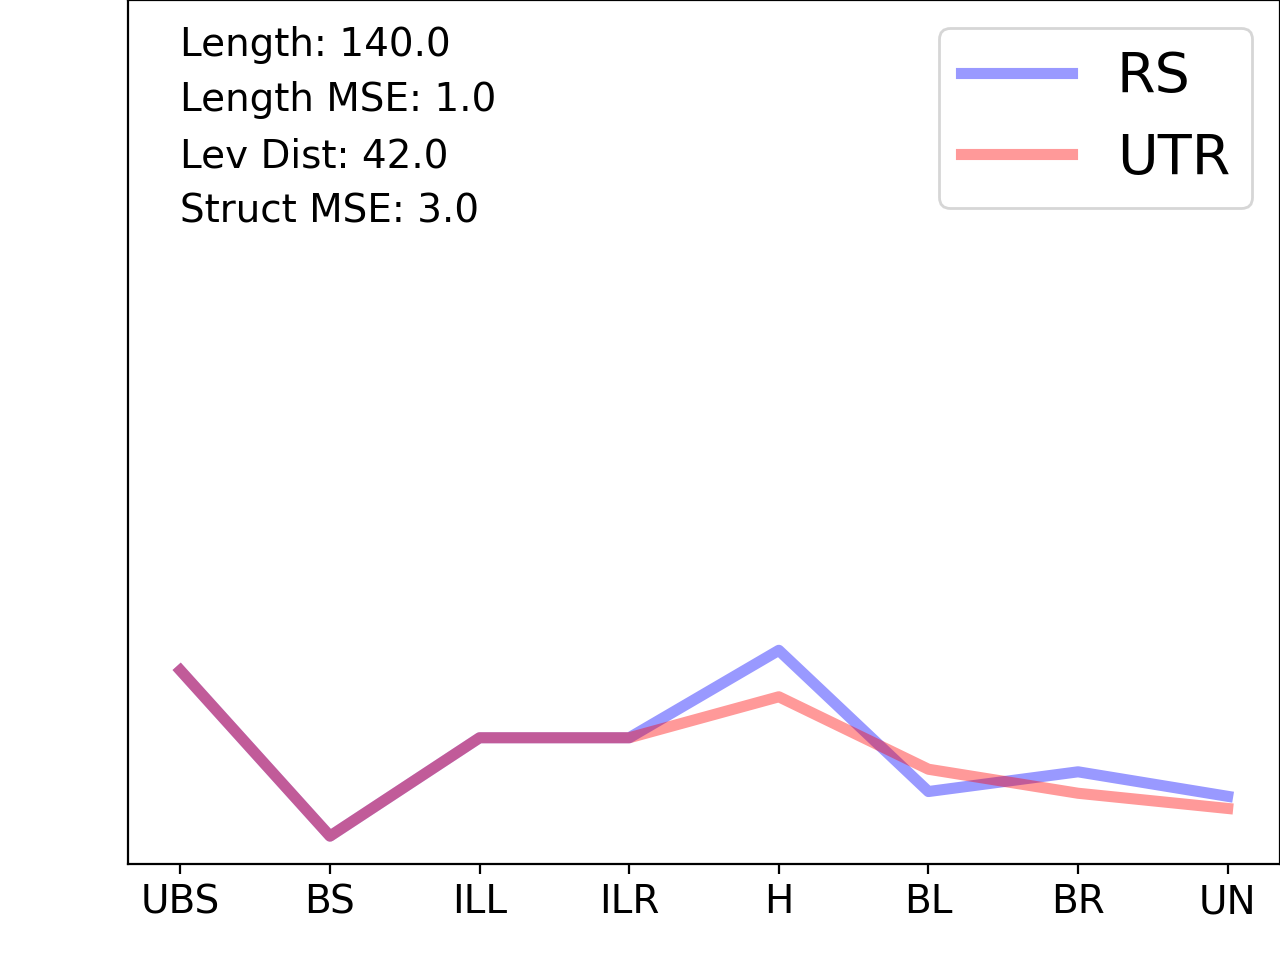 Length: 140.0
Length MSE: 1.0
Lev Dist: 42.0
Struct MSE: 3.0
RS
UTR
UBS BS ILL ILR H BL BR UN